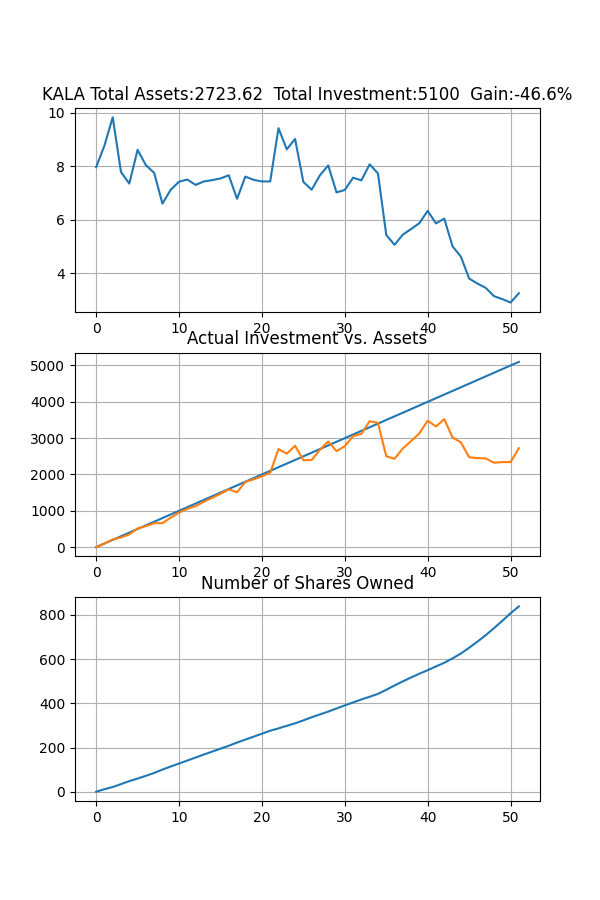 KALA Total Assets:2723.62  Total Investment:5100  Gain:-46.6%
10
8
6
4
0 10 20 30 40 50
Actual Investment vs. Assets
5000
4000
3000
2000
1000
0
0 10 20 30 40 50
Number of Shares Owned
800
600
400
200
0
0 10 20 30 40 50